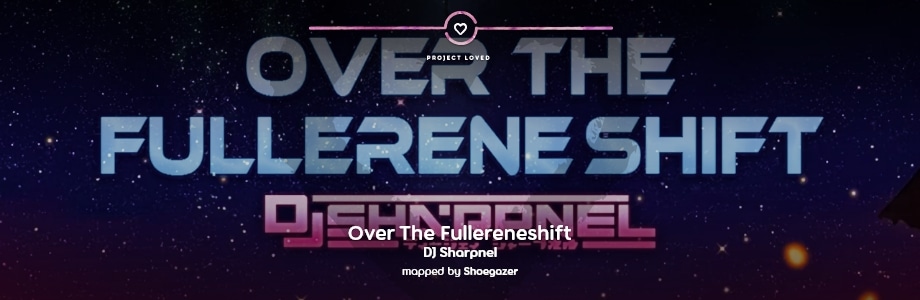 PROJECT LOVED
OVER THE
FULLERENE SHIFT
DJ SHARPNEL
Over The Fullereneshift
DJ Sharpnel
mapped by Shoegazer